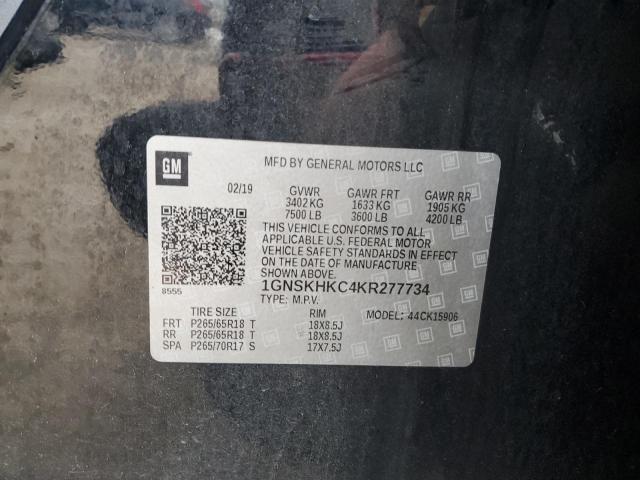 GM
MFD BY GENERAL MOTORS LLC
02/19 GVWR GAWR FRT GAWR RR
3402 KG 1633 KG 1905 KG
7500 LB 3600 LB 4200 LB
THIS VEHICLE CONFORMS TO ALL
APPLICABLE U.S. FEDERAL MOTOR
VEHICLE SAFETY STANDARDS IN EFFECT
ON THE DATE OF MANUFACTURE
SHOWN ABOVE.
1GNSKHKC4KR277734
8555
TYPE: M.P.V. MODEL: 44CK15906
TIRE SIZE RIM
FRT P265/65R18 T 18X8.5J
RR P265/65R18 T 18X8.5J
SPA P265/70R17 S 17X7.5J